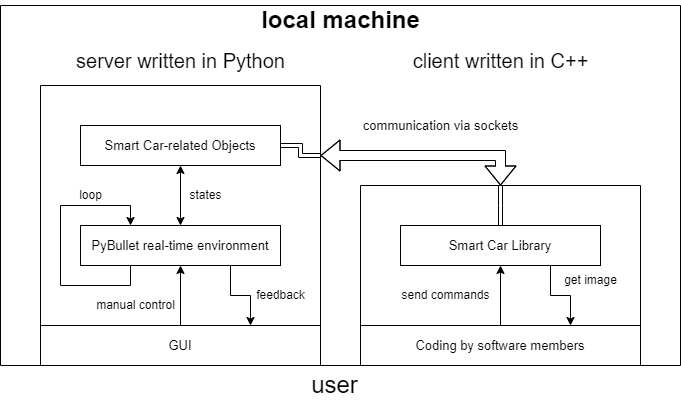 local machine
server written in Python
client written in C++
communication via sockets
Smart Car-related Objects
loop
states
PyBullet real-time environment
Smart Car Library
manual control
feedback
send commands
get image
GUI
Coding by software members
user